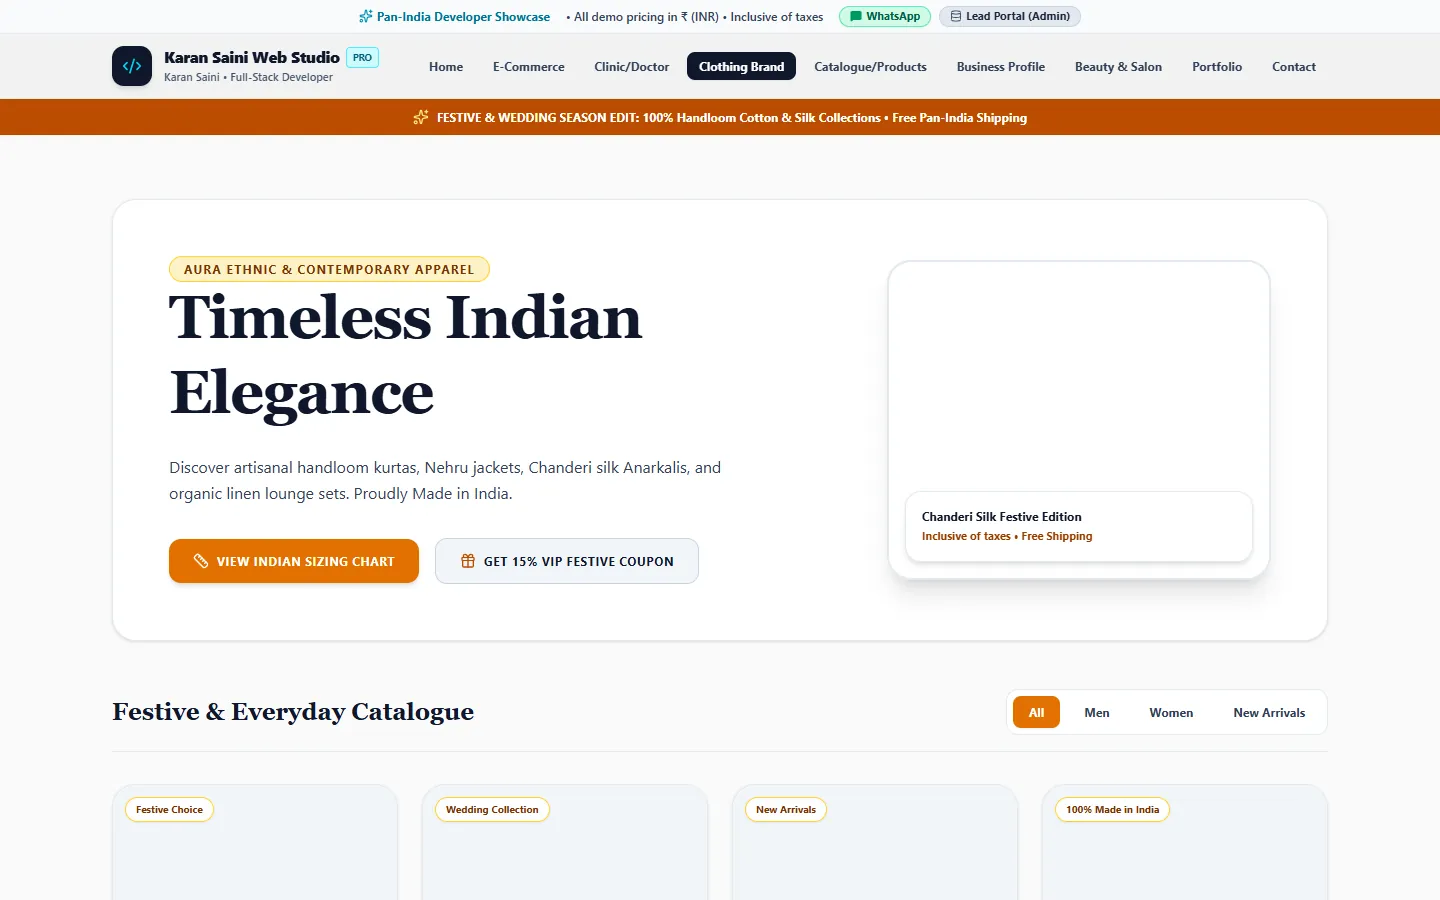 Pan-India Developer Showcase • All demo pricing in ₹ (INR) • Inclusive of taxes WhatsApp Lead Portal (Admin)
Karan Saini Web Studio PRO
Karan Saini • Full-Stack Developer
Home E-Commerce Clinic/Doctor Clothing Brand Catalogue/Products Business Profile Beauty & Salon Portfolio Contact
FESTIVE & WEDDING SEASON EDIT: 100% Handloom Cotton & Silk Collections • Free Pan-India Shipping
AURA ETHNIC & CONTEMPORARY APPAREL
Timeless Indian
Elegance
Discover artisanal handloom kurtas, Nehru jackets, Chanderi silk Anarkalis, and
organic linen lounge sets. Proudly Made in India.
VIEW INDIAN SIZING CHART GET 15% VIP FESTIVE COUPON
Chanderi Silk Festive Edition
Inclusive of taxes • Free Shipping
Festive & Everyday Catalogue
All Men Women New Arrivals
Festive Choice Wedding Collection New Arrivals 100% Made in India